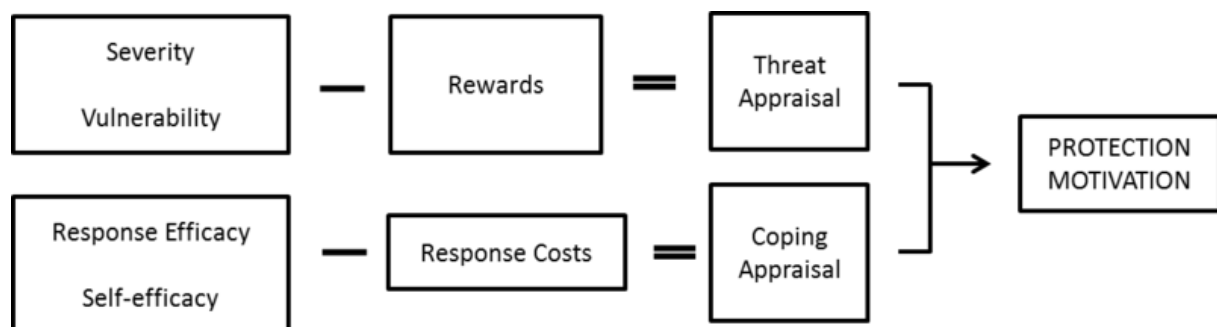 Severity
Vulnerability
Rewards
Threat
Appraisal
PROTECTION
MOTIVATION
Response Efficacy
Self-efficacy
Response Costs
Coping
Appraisal